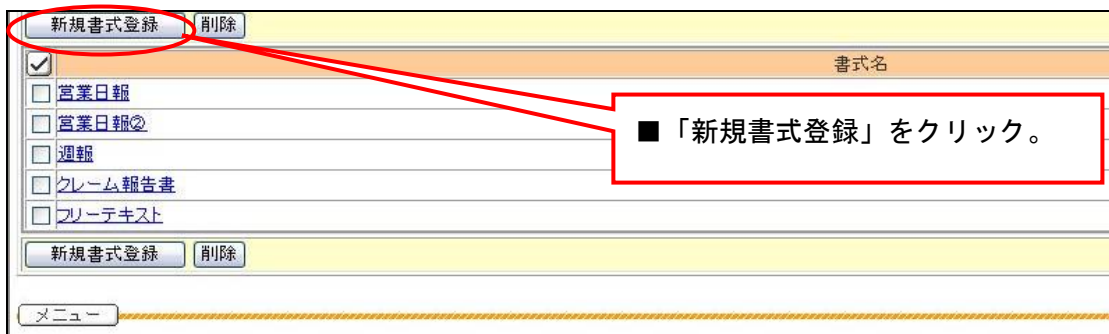 新規書式登録 削除
書式名
営業日報
営業日報②
■「新規書式登録」をクリック。
週報
クレーム報告書
フリーテキスト
新規書式登録 削除
メニュー